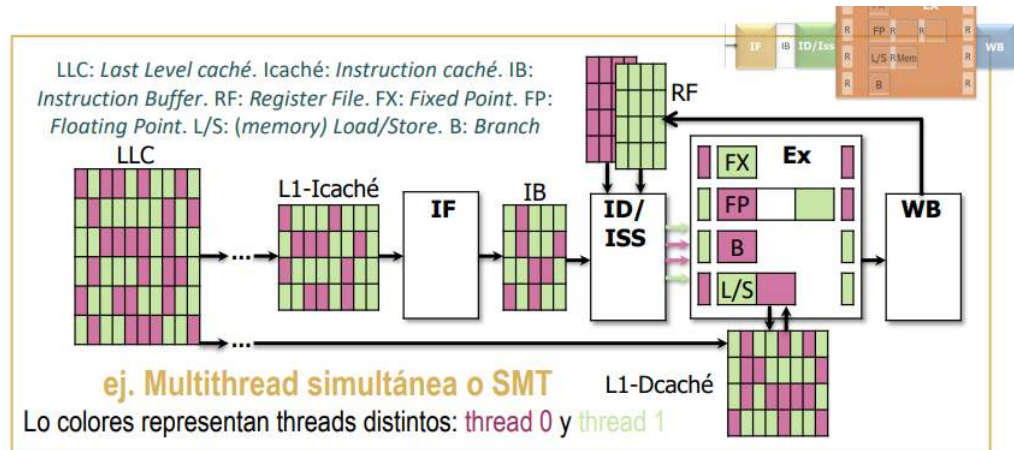 Ex
IF
IB
ID/Iss
R
R
R
R
FP
R
R
L/S
R
Mem
B
R
R
R
WB
LLC: Last Level caché. Icaché: Instruction caché. IB:
Instruction Buffer. RF: Register File. FX: Fixed Point. FP:
Floating Point. L/S: (memory) Load/Store. B: Branch
RF
LLC
L1-Icaché
IF
IB
ID/
ISS
Ex
FX
FP
B
L/S
WB
...
...
L1-Dcaché
ej. Multithread simultánea o SMT
Lo colores representan threads distintos: thread 0 y thread 1